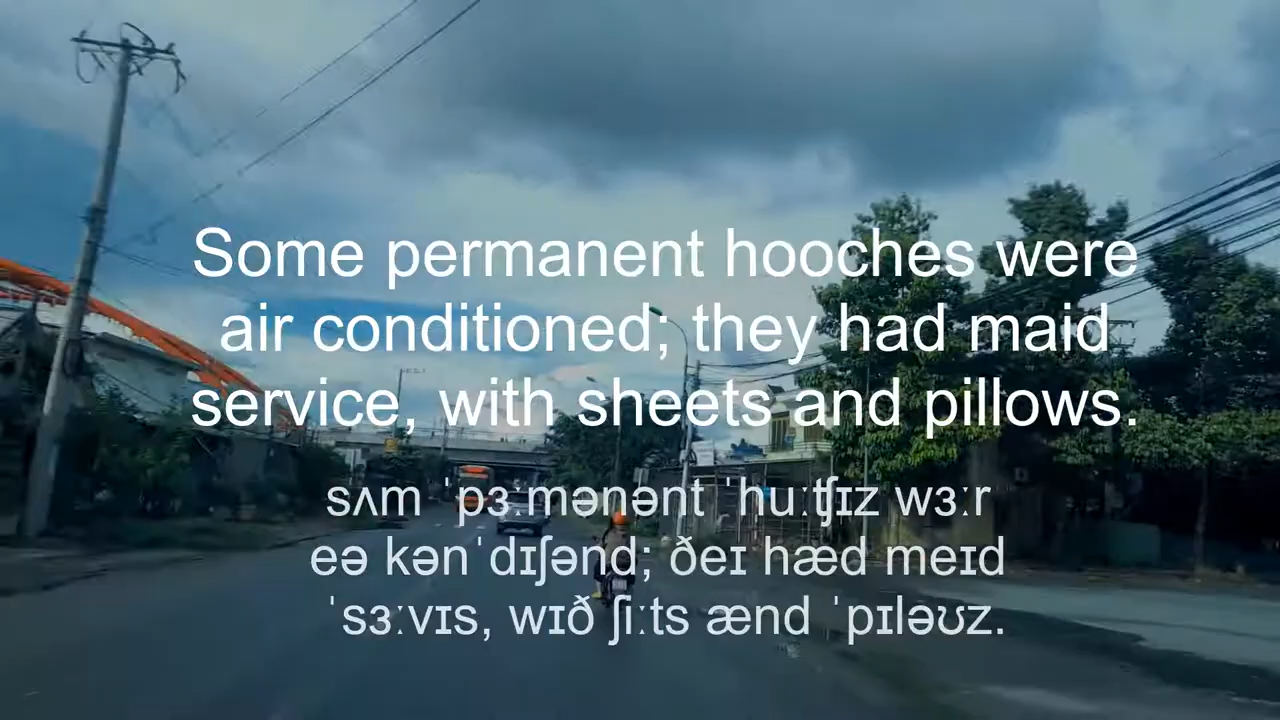 Some permanent hooches were
air conditioned; they had maid
service, with sheets and pillows.
sʌm ˈpɜːmənənt ˈhuːʧɪz wɜːr
eə kənˈdɪʃənd; ðeɪ hæd meɪd
ˈsɜːvɪs, wɪð ʃiːts ænd ˈpɪləʊz.